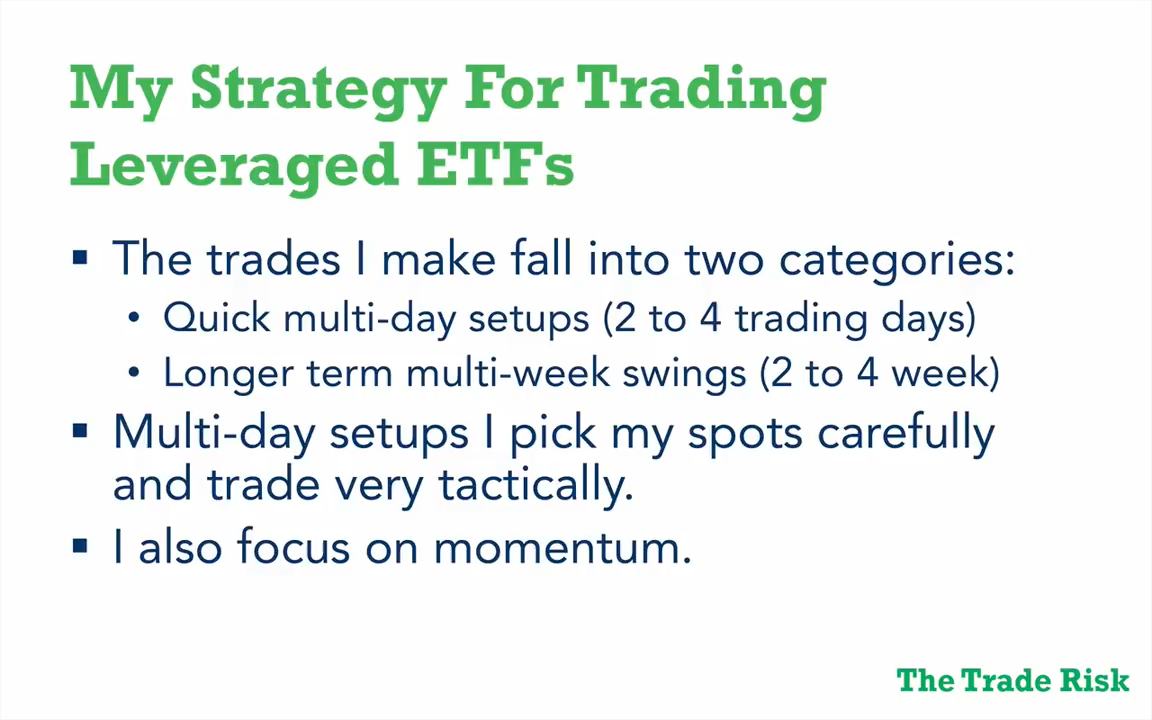 My Strategy For Trading
Leveraged ETFs
▪ The trades I make fall into two categories:
• Quick multi-day setups (2 to 4 trading days)
• Longer term multi-week swings (2 to 4 week)
▪ Multi-day setups I pick my spots carefully
and trade very tactically.
▪ I also focus on momentum.
The Trade Risk